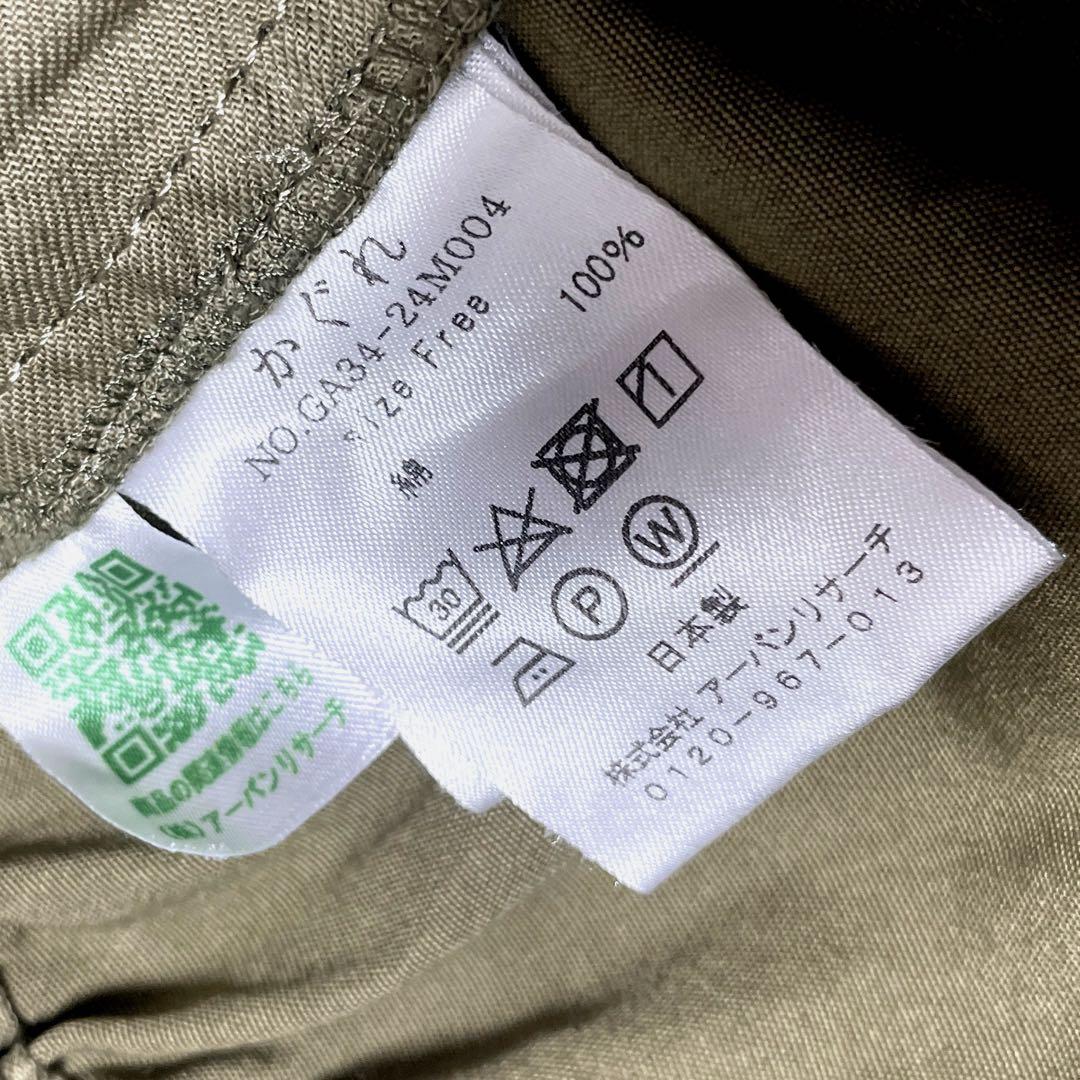 かぐれ
NO.GA34-24M004
size Free
綿 100%
30
P
W
日本製
株式会社 アーバンリサーチ
0120-967-013
商品の関連情報はこちら
(株)アーバンリサーチ